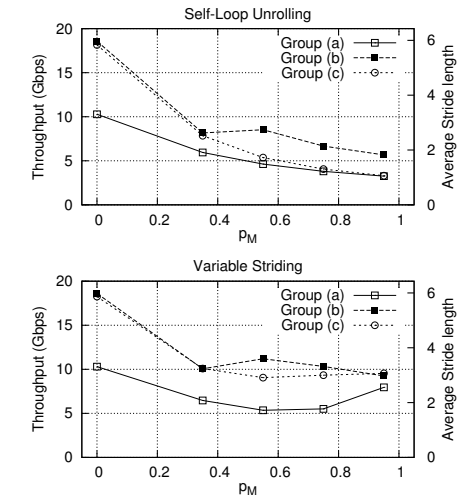 Self-Loop Unrolling
Throughput (Gbps)
20
15
10
5
0
Group (a)
Group (b)
Group (c)
6
4
2
0
Average Stride length
0 0.2 0.4 0.6 0.8 1
pM
Variable Striding
Throughput (Gbps)
20
15
10
5
0
Group (a)
Group (b)
Group (c)
6
4
2
0
Average Stride length
0 0.2 0.4 0.6 0.8 1
pM